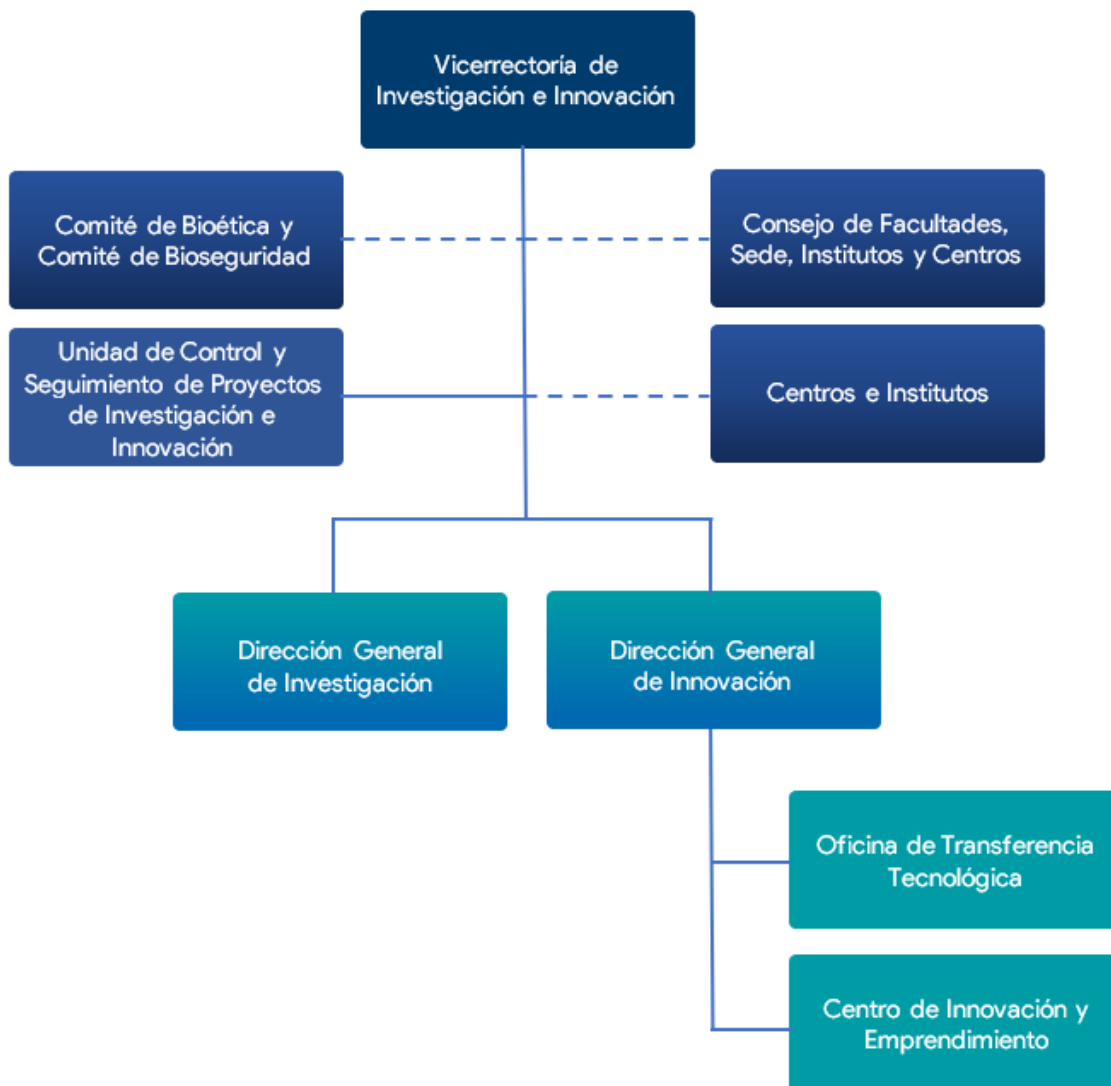 Vicerrectoría de
Investigación e Innovación
Comité de Bioética y
Comité de Bioseguridad
Consejo de Facultades,
Sede, Institutos y Centros
Unidad de Control y
Seguimiento de Proyectos
de Investigación e
Innovación
Centros e Institutos
Dirección General
de Investigación
Dirección General
de Innovación
Oficina de Transferencia
Tecnológica
Centro de Innovación y
Emprendimiento